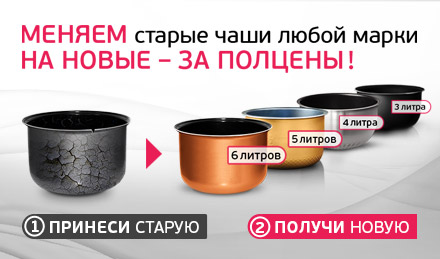 МЕНЯЕМ старые чаши любой марки
НА НОВЫЕ – ЗА ПОЛЦЕНЫ!
3 литра
4 литра
5 литров
6 литров
1 ПРИНЕСИ СТАРУЮ
2 ПОЛУЧИ НОВУЮ